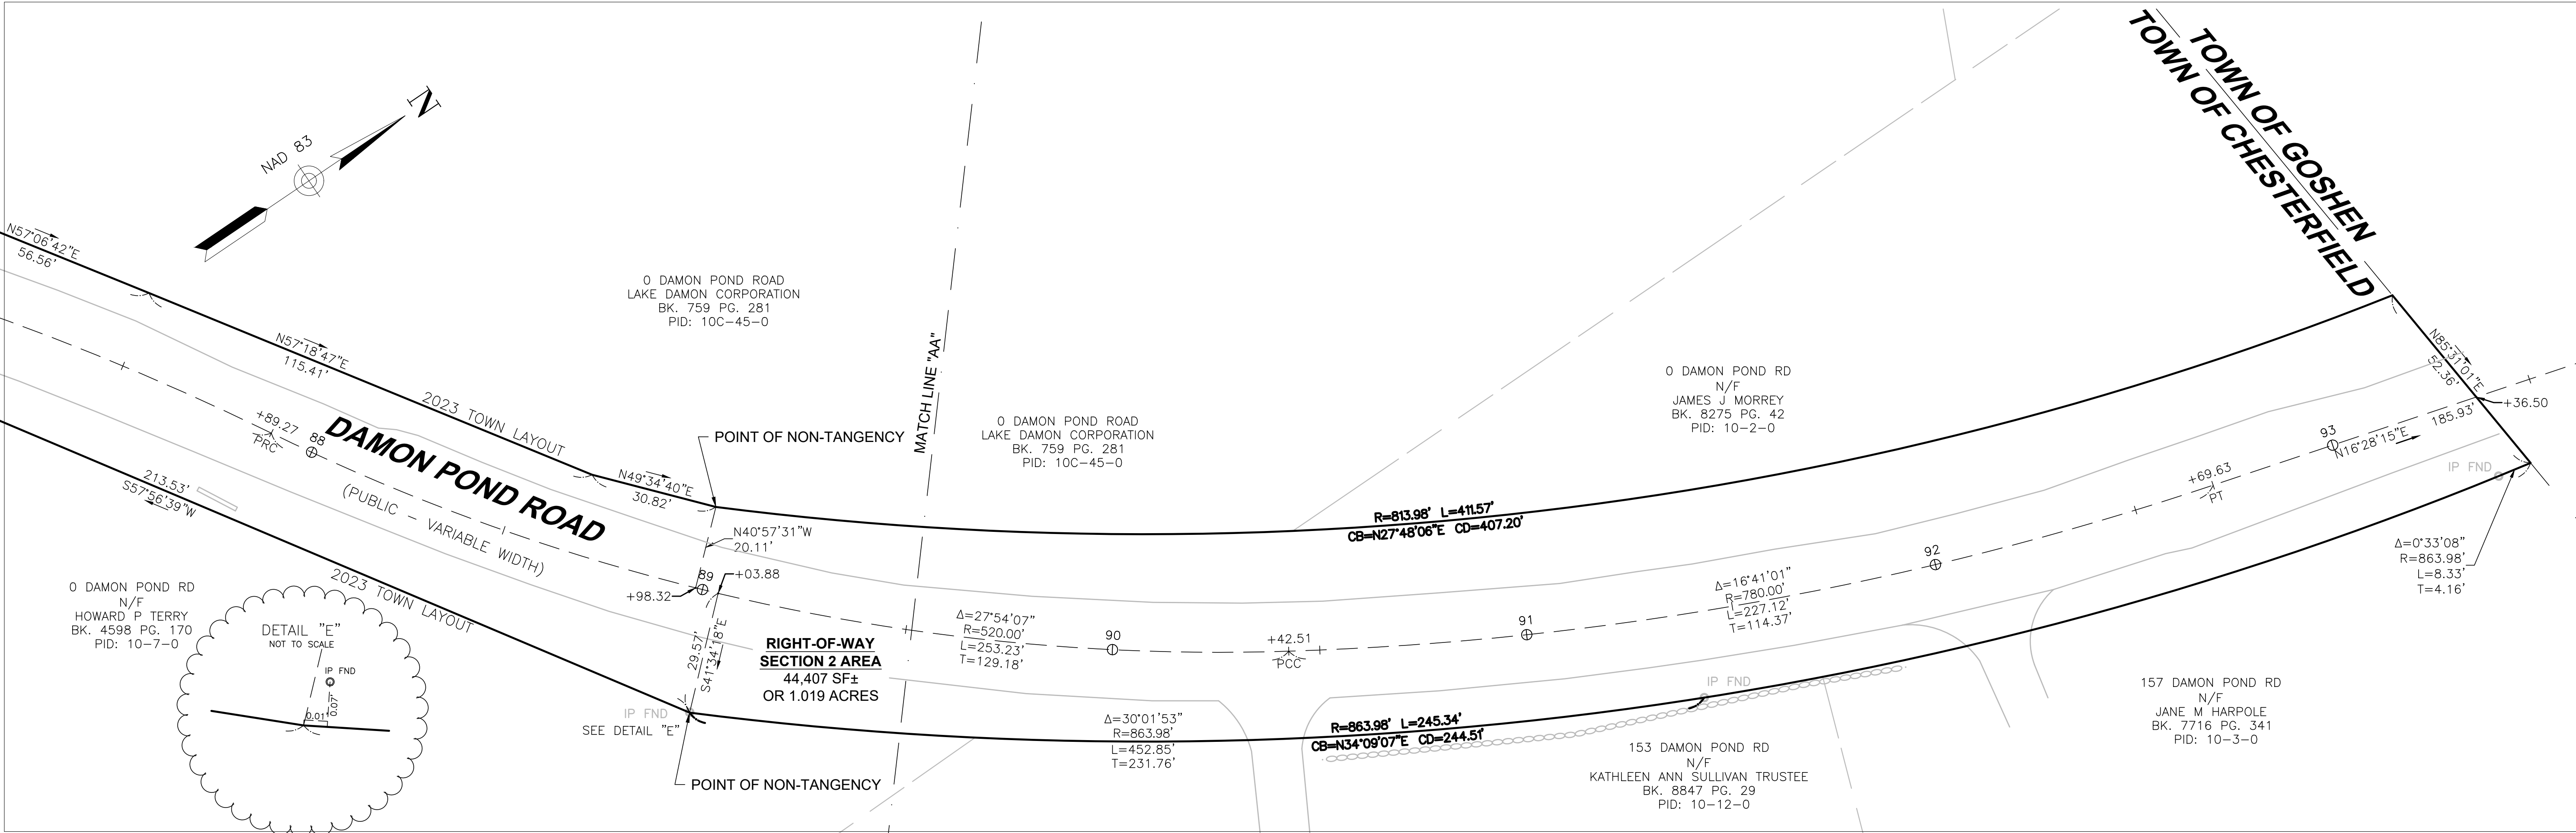 TOWN OF GOSHEN
TOWN OF CHESTERFIELD
N
NAD 83
N57°06'42"E
56.56'
0 DAMON POND ROAD
LAKE DAMON CORPORATION
BK. 759 PG. 281
PID: 10C-45-0
N57°18'47"E
115.41'
2023 TOWN LAYOUT
MATCH LINE "AA"
0 DAMON POND ROAD
LAKE DAMON CORPORATION
BK. 759 PG. 281
PID: 10C-45-0
0 DAMON POND RD
N/F
JAMES J MORREY
BK. 8275 PG. 42
PID: 10-2-0
N85°31'01"E
52.36'
+36.50
185.93'
N16°28'15"E
93
+69.63
PT
IP FND
+89.27
PRC
88
DAMON POND ROAD
(PUBLIC - VARIABLE WIDTH)
POINT OF NON-TANGENCY
N49°34'40"E
30.82'
213.53'
S57°56'39"W
2023 TOWN LAYOUT
N40°57'31"W
20.11'
89
+03.88
+98.32
29.57'
S41°34'18"E
R=813.98' L=411.57'
CB=N27°48'06"E CD=407.20'
Δ=0°33'08"
R=863.98'
L=8.33'
T=4.16'
92
Δ=16°41'01"
R=780.00'
L=227.12'
T=114.37'
91
+42.51
PCC
90
Δ=27°54'07"
R=520.00'
L=253.23'
T=129.18'
RIGHT-OF-WAY
SECTION 2 AREA
44,407 SF±
OR 1.019 ACRES
0 DAMON POND RD
N/F
HOWARD P TERRY
BK. 4598 PG. 170
PID: 10-7-0
DETAIL "E"
NOT TO SCALE
IP FND
0.07'
0.01'
IP FND
SEE DETAIL "E"
POINT OF NON-TANGENCY
Δ=30°01'53"
R=863.98'
L=452.85'
T=231.76'
R=863.98' L=245.34'
CB=N34°09'07"E CD=244.51'
IP FND
153 DAMON POND RD
N/F
KATHLEEN ANN SULLIVAN TRUSTEE
BK. 8847 PG. 29
PID: 10-12-0
157 DAMON POND RD
N/F
JANE M HARPOLE
BK. 7716 PG. 341
PID: 10-3-0